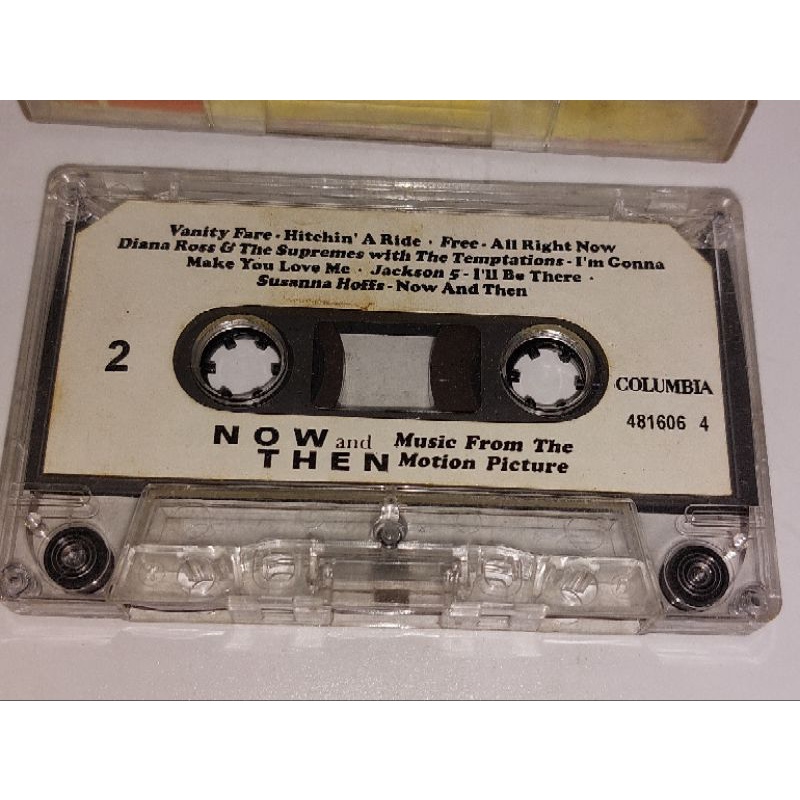 Vanity Fare - Hitchin' A Ride · Free - All Right Now
Diana Ross & The Supremes with The Temptations - I'm Gonna
Make You Love Me · Jackson 5 - I'll Be There ·
Susanna Hoffs - Now And Then
2
COLUMBIA
481606 4
NOW and THEN
Music From The
Motion Picture